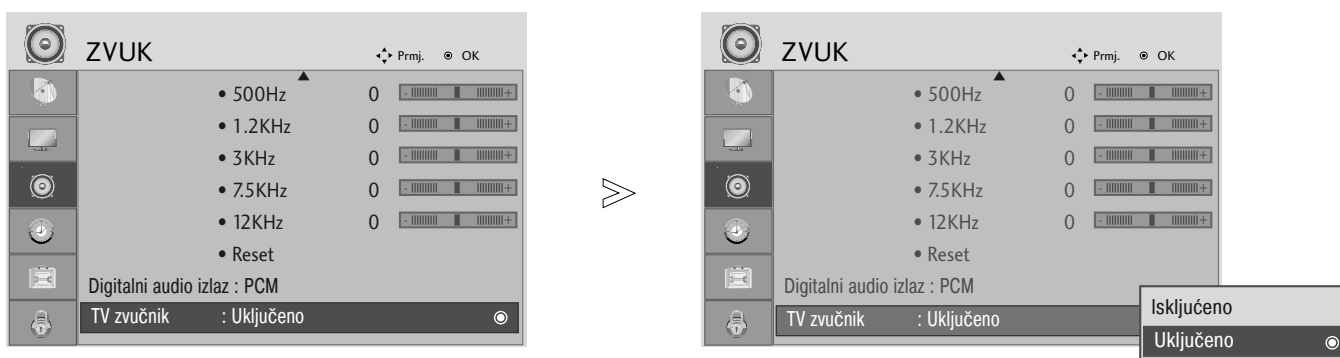 ZVUK
Prmj. OK
• 500Hz 0 - +
• 1.2KHz 0 - +
• 3KHz 0 - +
• 7.5KHz 0 - +
• 12KHz 0 - +
• Reset
Digitalni audio izlaz : PCM
TV zvučnik : Uključeno
>>
ZVUK
Prmj. OK
• 500Hz 0 - +
• 1.2KHz 0 - +
• 3KHz 0 - +
• 7.5KHz 0 - +
• 12KHz 0 - +
• Reset
Digitalni audio izlaz : PCM
TV zvučnik : Uključeno
Isključeno
Uključeno